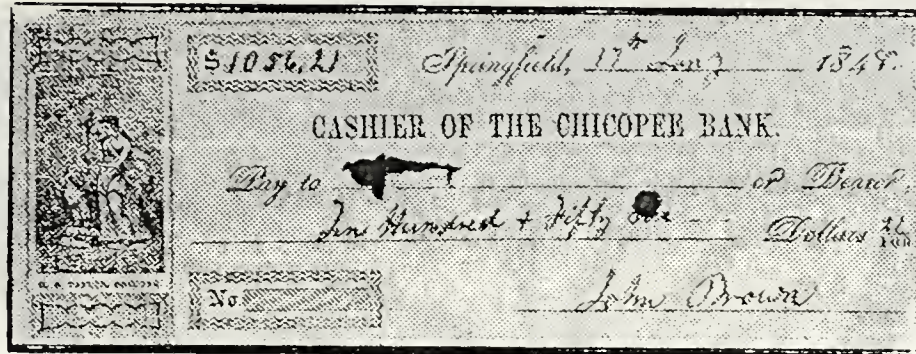 $1056,21 Springfield, 17th Jany 1848.
CASHIER OF THE CHICOPEE BANK.
Pay to or Bearer,
Ten Hundred + Fifty Dollars 21/100
No. John Brown